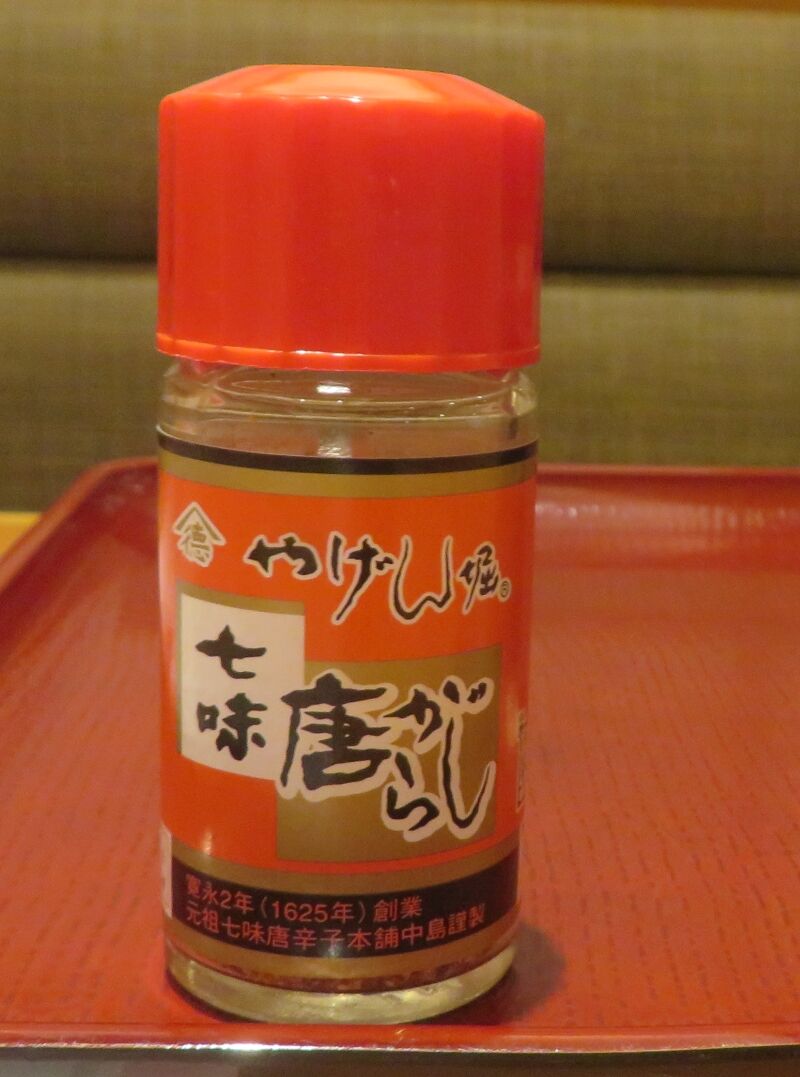 徳
やげん堀®
七味
唐がらし
寛永2年（1625年）創業
元祖七味唐辛子本舗中島謹製